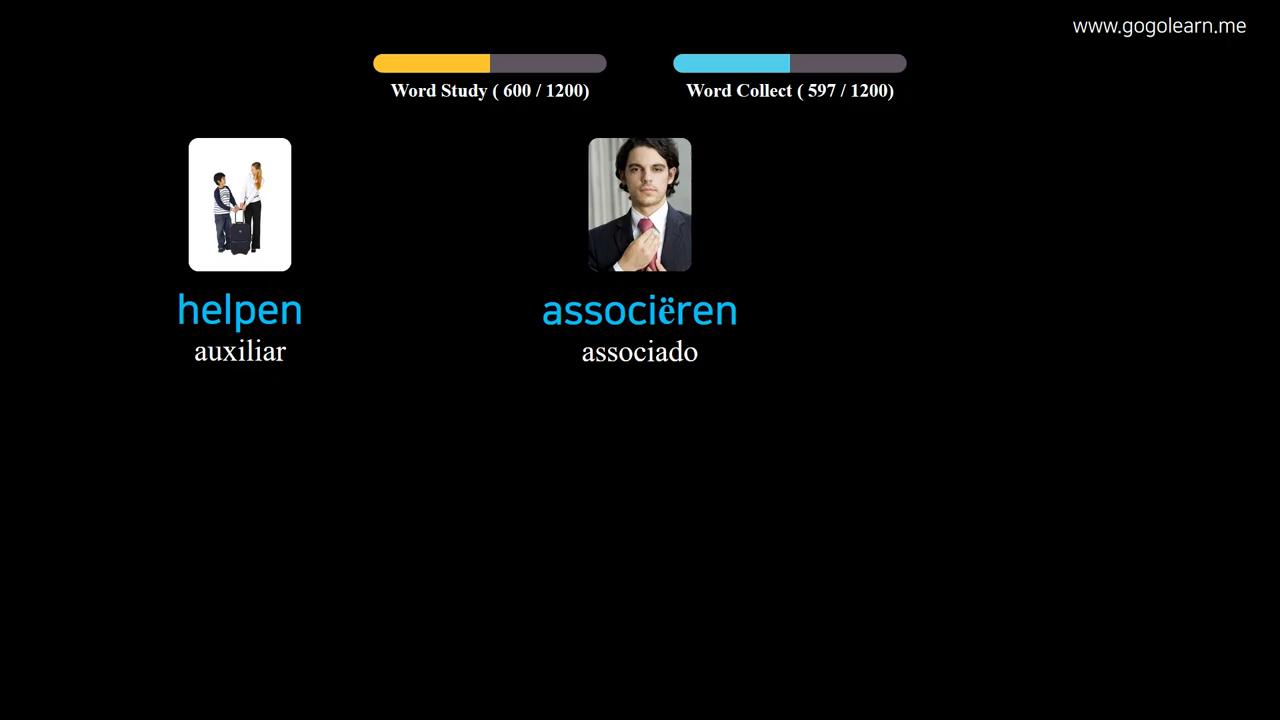 www.gogolearn.me
Word Study ( 600 / 1200)
Word Collect ( 597 / 1200)
helpen
associëren
auxiliar
associado